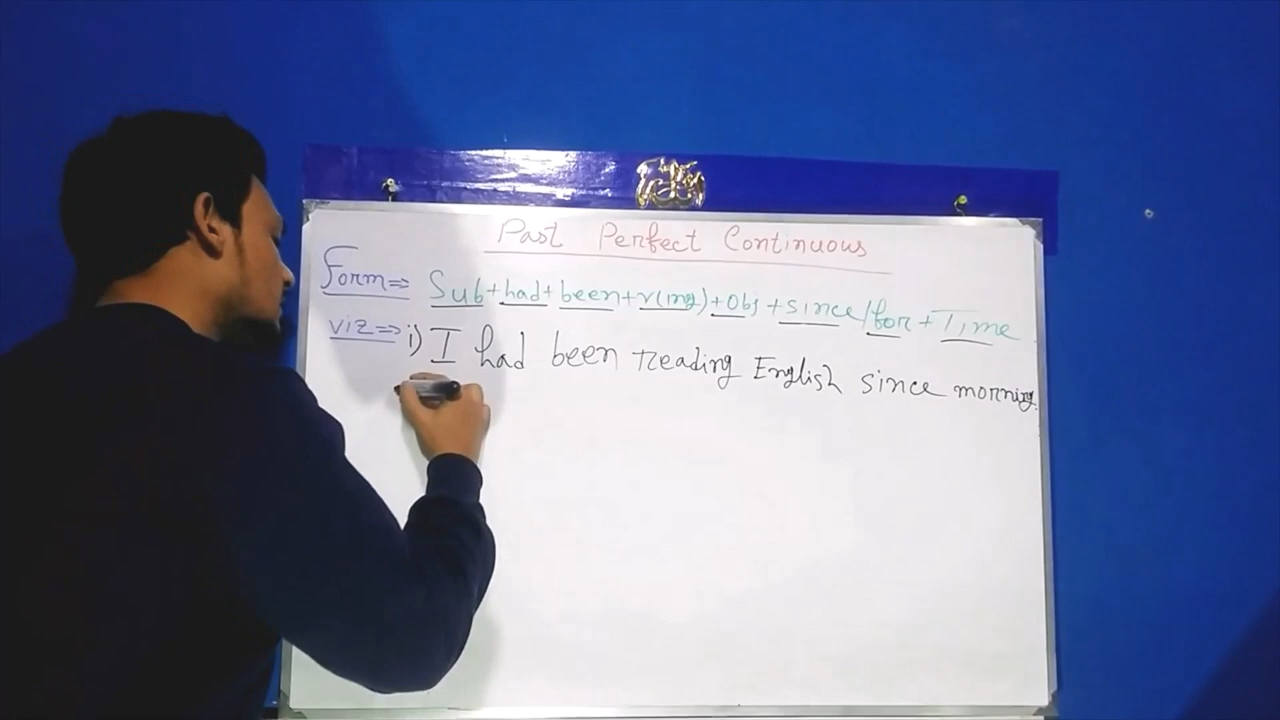 Past Perfect Continuous
Form=> Sub+had+been+v(ing)+obj+since/for+Time
viz=> i) I had been reading English since morning.